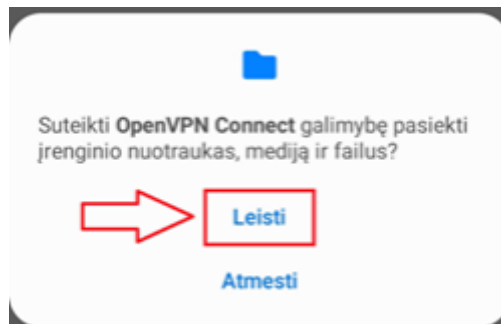 Suteikti OpenVPN Connect galimybę pasiekti
įrenginio nuotraukas, mediją ir failus?
Leisti
Atmesti